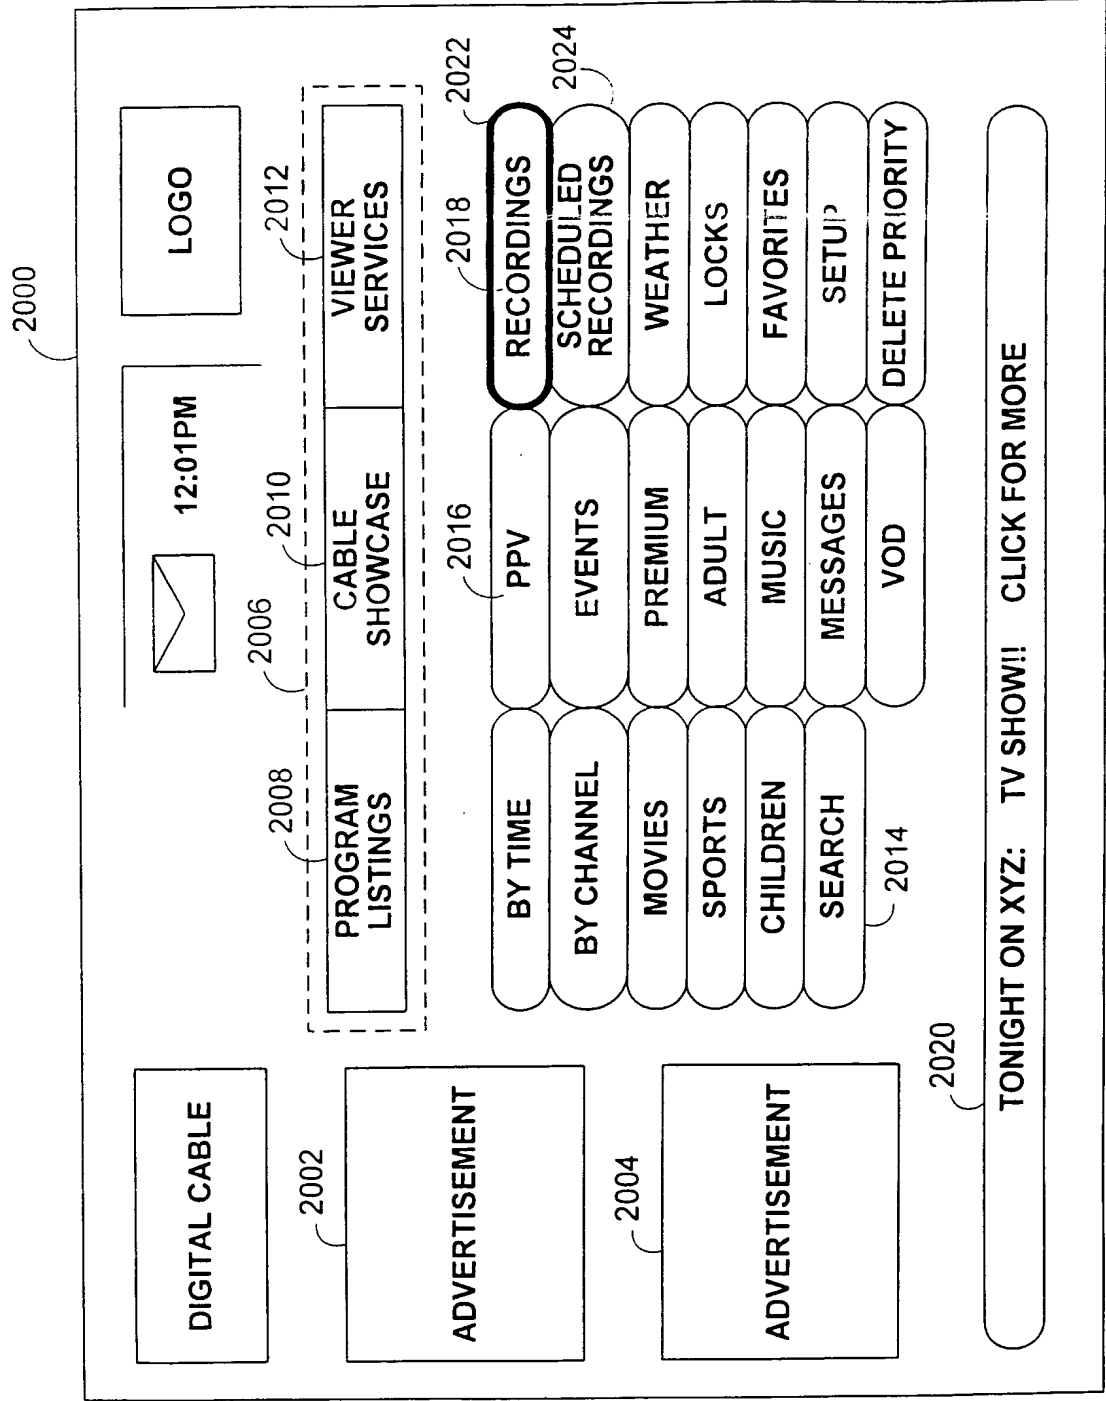 2000
DIGITAL CABLE
12:01PM
LOGO
2006
2008
2010
2012
PROGRAM
LISTINGS
CABLE
SHOWCASE
VIEWER
SERVICES
2002
ADVERTISEMENT
2004
ADVERTISEMENT
BY TIME
BY CHANNEL
MOVIES
SPORTS
CHILDREN
SEARCH
2014
2016
PPV
EVENTS
PREMIUM
ADULT
MUSIC
MESSAGES
VOD
2018
2022
RECORDINGS
2024
SCHEDULED
RECORDINGS
WEATHER
LOCKS
FAVORITES
SETUP
DELETE PRIORITY
2020
TONIGHT ON XYZ: TV SHOW!! CLICK FOR MORE